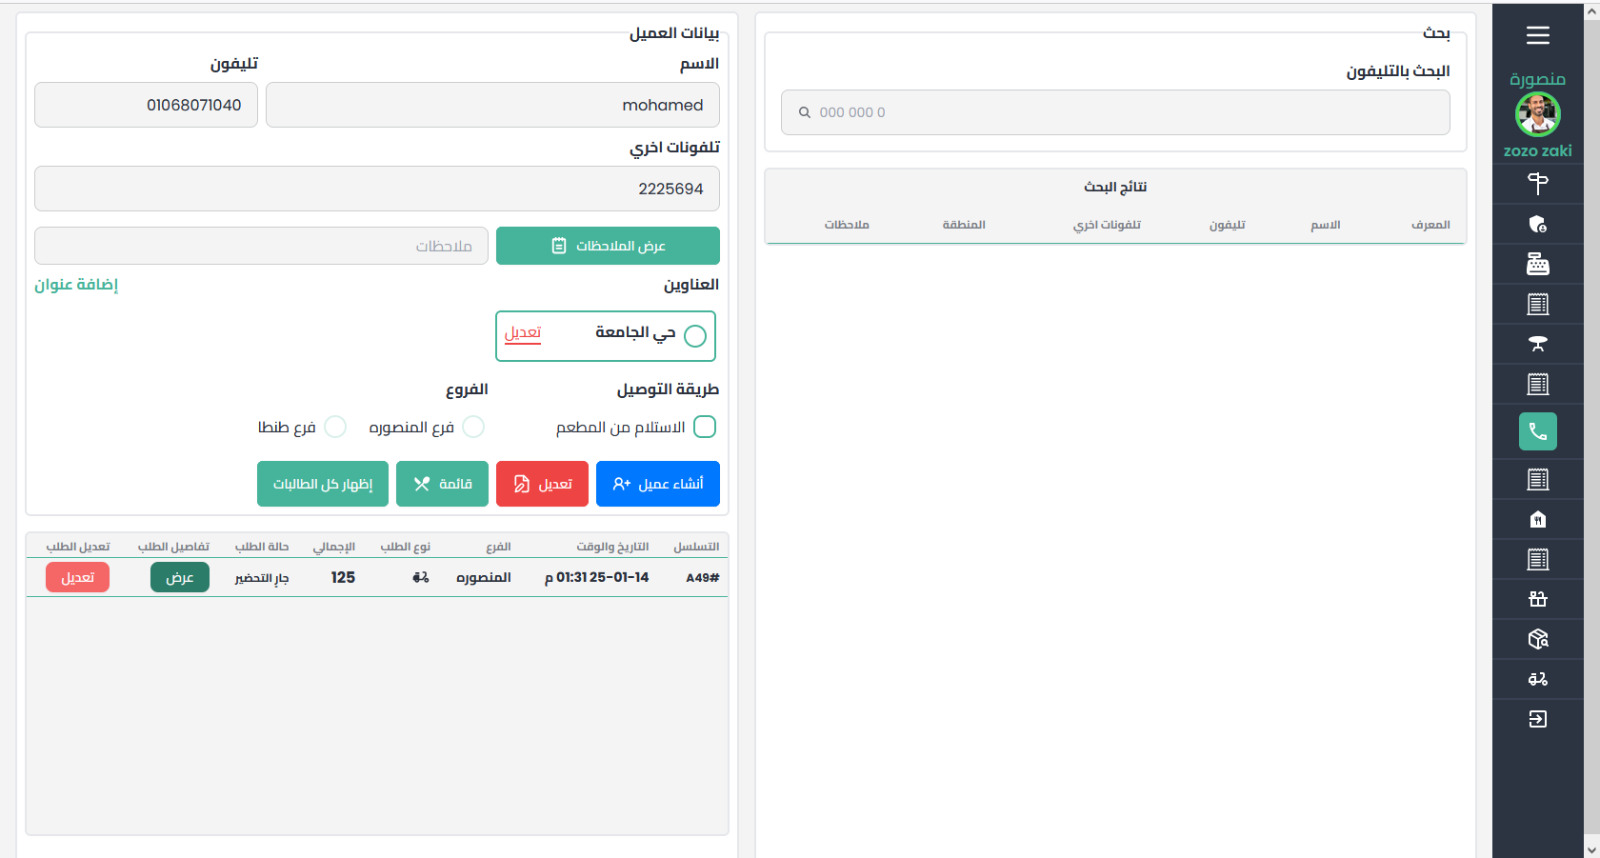 منصورة
zozo zaki
بحث
البحث بالتليفون
000 000 0
نتائج البحث
المعرف الاسم تليفون تلفونات اخري المنطقة ملاحظات
بيانات العميل
الاسم تليفون
mohamed 01068071040
تلفونات اخري
2225694
عرض الملاحظات ملاحظات
العناوين إضافة عنوان
حي الجامعة تعديل
طريقة التوصيل الفروع
الاستلام من المطعم فرع المنصوره فرع طنطا
أنشاء عميل تعديل قائمة إظهار كل الطالبات
التسلسل التاريخ والوقت الفرع نوع الطلب الإجمالي حالة الطلب تفاصيل الطلب تعديل الطلب
A49# 25-01-14 01:31 م المنصوره 125 جارِ التحضير عرض تعديل